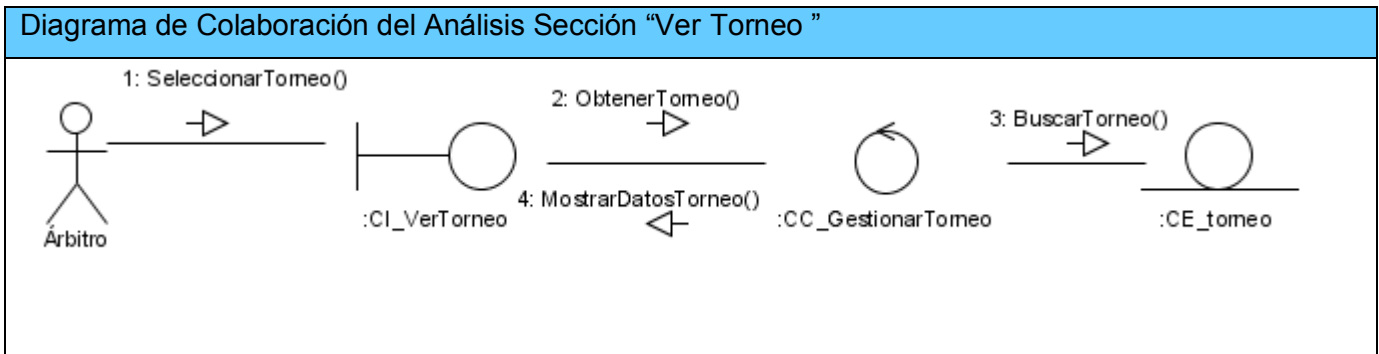 Diagrama de Colaboración del Análisis Sección “Ver Torneo ”
1: SeleccionarTorneo()
2: ObtenerTorneo()
3: BuscarTorneo()
4: MostrarDatosTorneo()
Árbitro
:CI_VerTorneo
:CC_GestionarTorneo
:CE_torneo